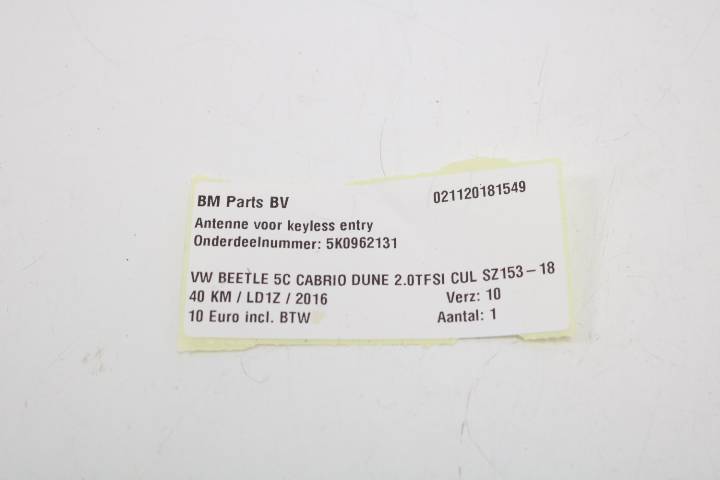 BM Parts BV 021120181549
Antenne voor keyless entry
Onderdeelnummer: 5K0962131
VW BEETLE 5C CABRIO DUNE 2.0TFSI CUL SZ153-18
40 KM / LD1Z / 2016 Verz: 10
10 Euro incl. BTW Aantal: 1